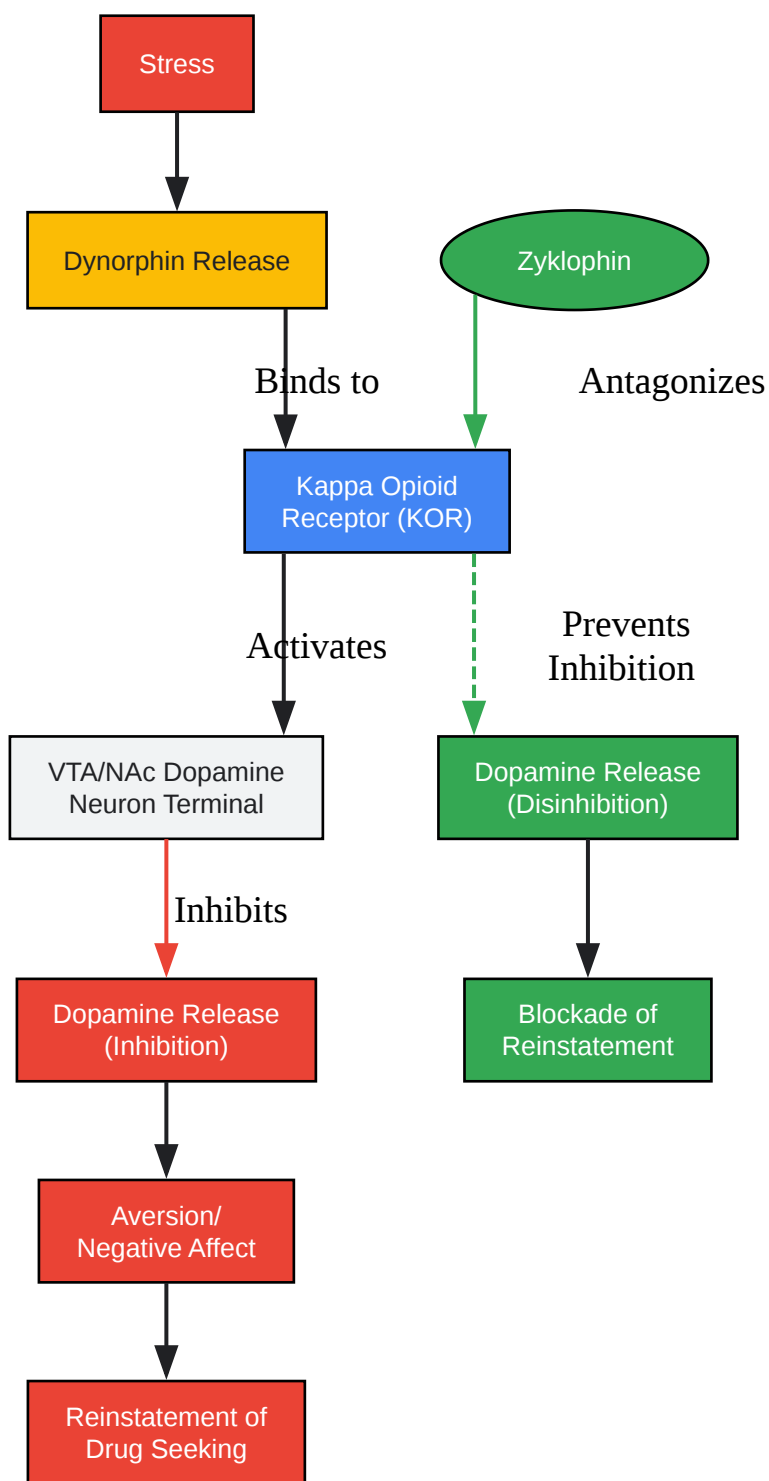 Stress
Dynorphin Release
Zyklophin
Binds to
Antagonizes
Kappa Opioid
Receptor (KOR)
Activates
Prevents
Inhibition
VTA/NAc Dopamine
Neuron Terminal
Dopamine Release
(Disinhibition)
Inhibits
Dopamine Release
(Inhibition)
Blockade of
Reinstatement
Aversion/
Negative Affect
Reinstatement of
Drug Seeking